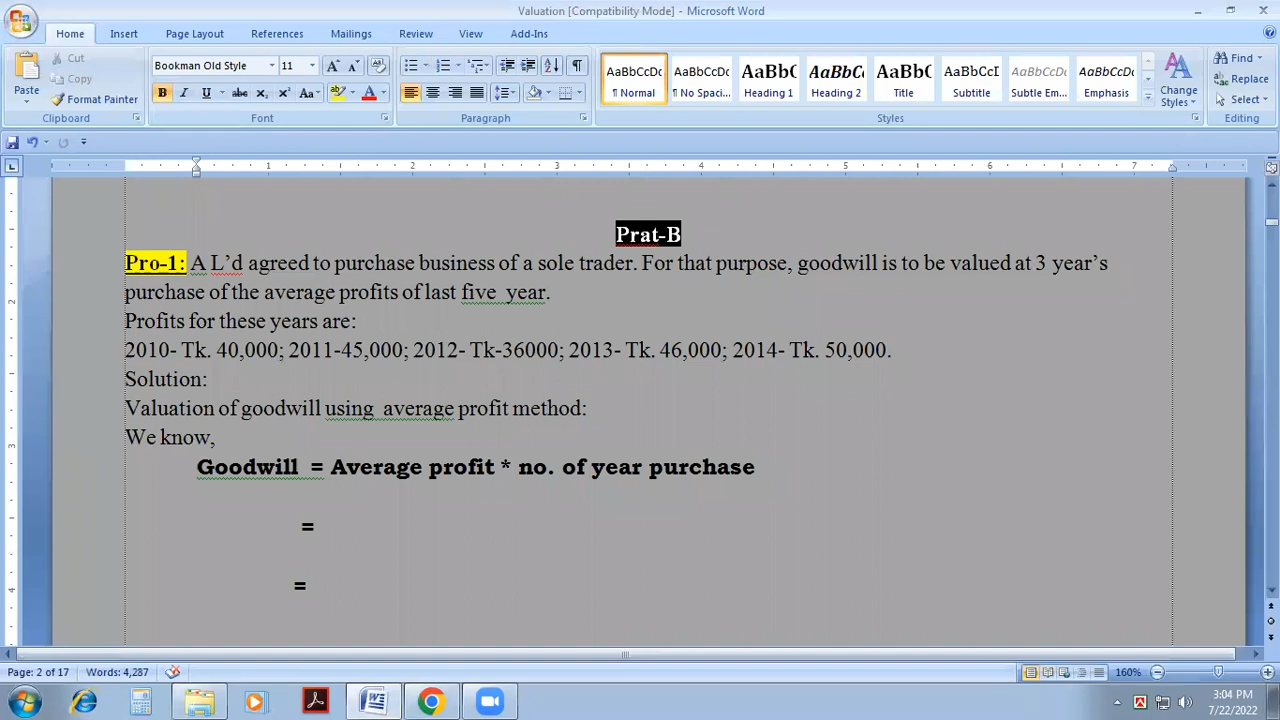 Valuation [Compatibility Mode] - Microsoft Word
Home Insert Page Layout References Mailings Review View Add-Ins
Cut
Copy
Format Painter
Paste
Clipboard
Bookman Old Style 11
Font
Paragraph
AaBbCcDc AaBbCcDc AaBbC AaBbCc AaBbC AaBbCcI AaBbCcDc AaBbCcDc
¶ Normal ¶ No Spaci... Heading 1 Heading 2 Title Subtitle Subtle Em... Emphasis
Change Styles
Styles
Find
Replace
Select
Editing
1 2 3 4 5 6 7
Prat-B
Pro-1: A L’d agreed to purchase business of a sole trader. For that purpose, goodwill is to be valued at 3 year’s
purchase of the average profits of last five year.
Profits for these years are:
2010- Tk. 40,000; 2011-45,000; 2012- Tk-36000; 2013- Tk. 46,000; 2014- Tk. 50,000.
Solution:
Valuation of goodwill using average profit method:
We know,
Goodwill = Average profit * no. of year purchase
=
=
Page: 2 of 17 Words: 4,287 160%
3:04 PM
7/22/2022